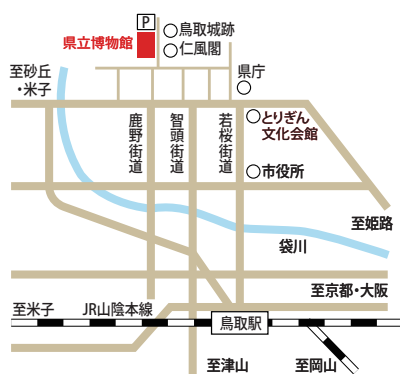 P
県立博物館
鳥取城跡
仁風閣
至砂丘
・米子
県庁
とりぎん
文化会館
鹿野街道
智頭街道
若桜街道
市役所
至姫路
袋川
至京都・大阪
至米子
JR山陰本線
鳥取駅
至津山
至岡山